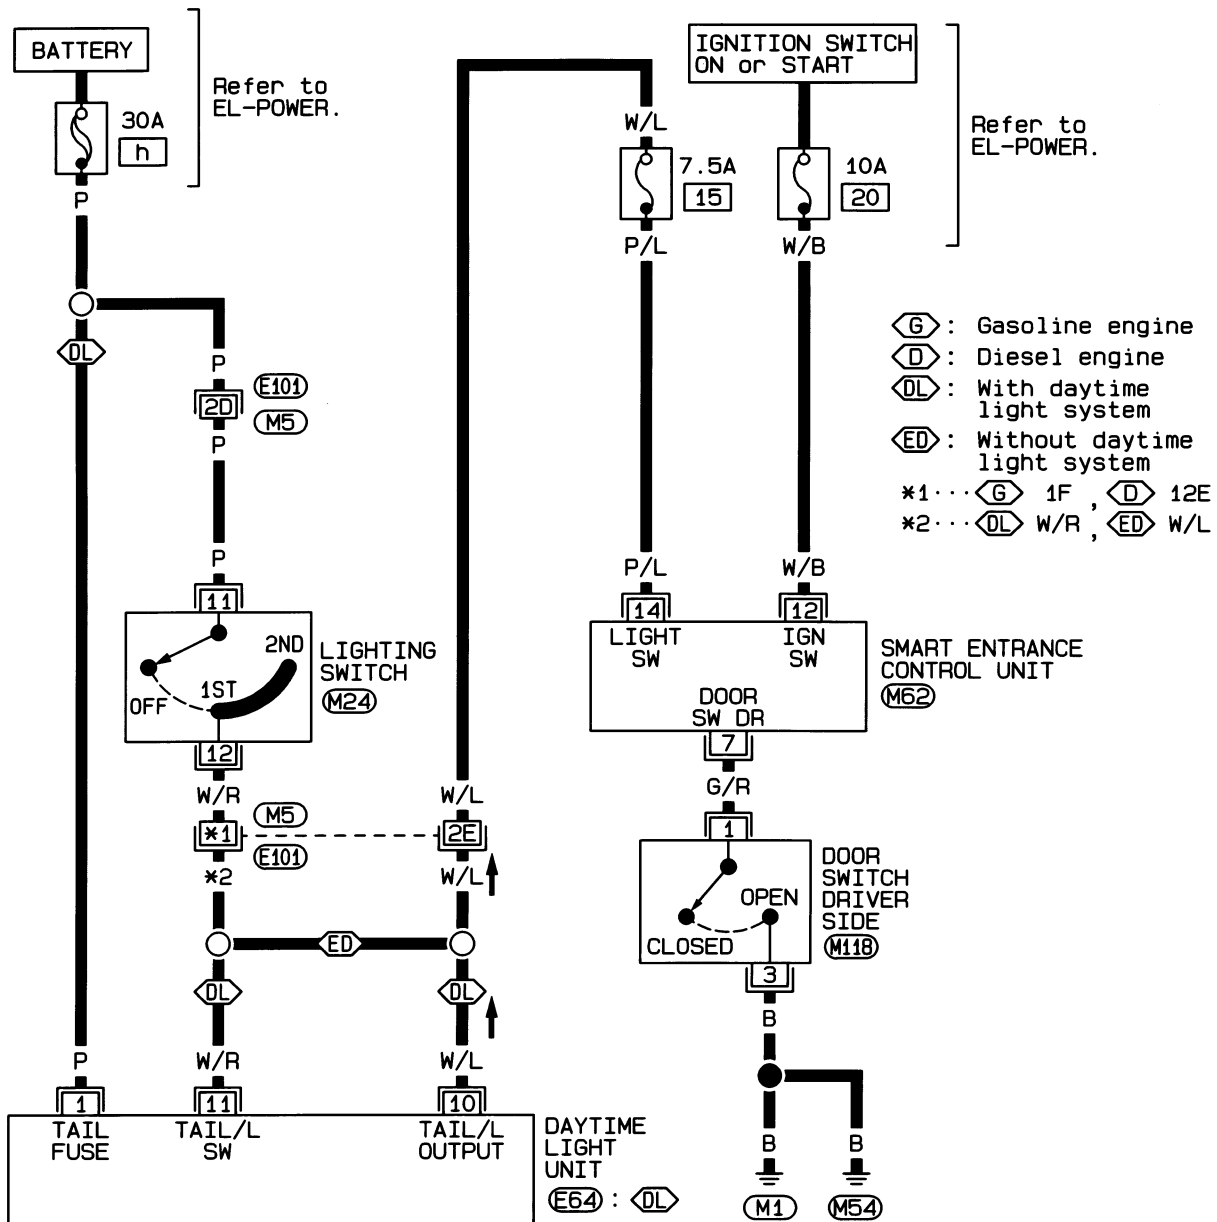 BATTERY
Refer to
EL-POWER.
30A
h
P
IGNITION SWITCH
ON or START
Refer to
EL-POWER.
W/L
7.5A
15
10A
20
P/L
W/B
DL
P
E101
2D
M5
P
P
G : Gasoline engine
D : Diesel engine
DL : With daytime
light system
ED : Without daytime
light system
*1··· G 1F , D 12E
*2··· DL W/R , ED W/L
P/L
W/B
11
14
12
LIGHT
SW
IGN
SW
2ND
OFF
1ST
LIGHTING
SWITCH
M24
SMART ENTRANCE
CONTROL UNIT
M62
DOOR
SW DR
12
7
W/R
W/L
G/R
M5
*1
2E
E101
1
*2
W/L
DOOR
SWITCH
DRIVER
SIDE
M118
OPEN
CLOSED
ED
3
DL
DL
B
P
W/R
W/L
1
11
10
TAIL
FUSE
TAIL/L
SW
TAIL/L
OUTPUT
DAYTIME
LIGHT
UNIT
E64 : DL
B
B
M1
M54